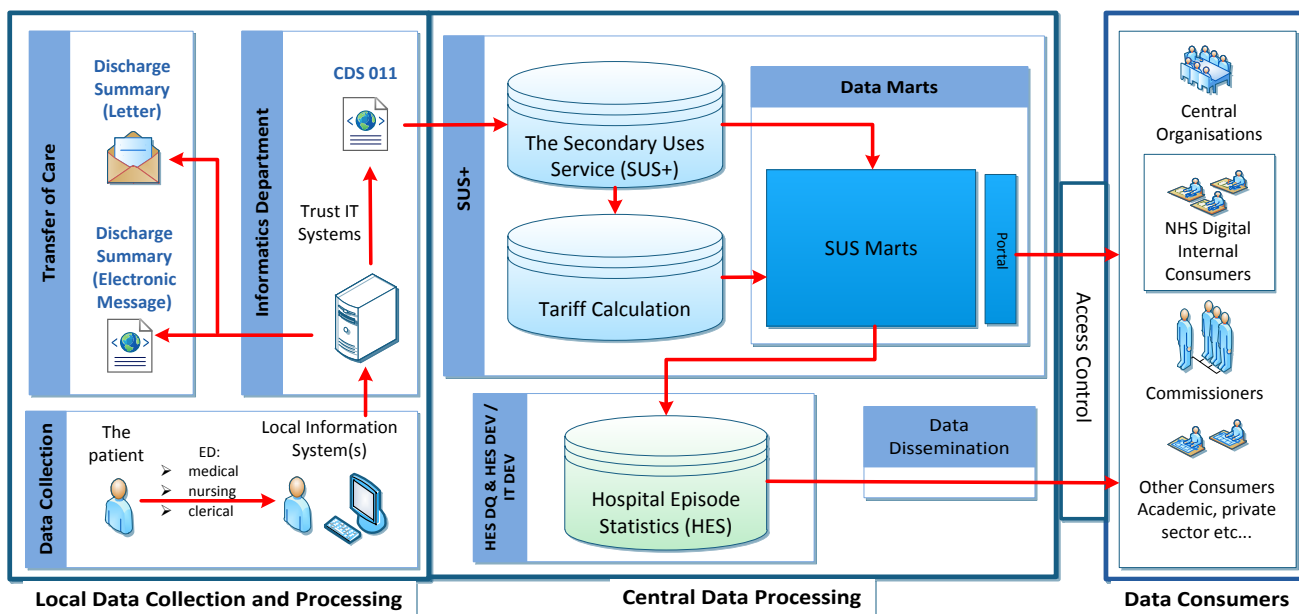 Transfer of Care
Discharge
Summary
(Letter)
Discharge
Summary
(Electronic
Message)
Informatics Department
CDS 011
Trust IT
Systems
Data Collection
The
patient
ED:
➢ medical
➢ nursing
➢ clerical
Local Information
System(s)
Local Data Collection and Processing
SUS+
The Secondary Uses
Service (SUS+)
Tariff Calculation
Data Marts
SUS Marts
Portal
HES DQ & HES DEV /
IT DEV
Hospital Episode
Statistics (HES)
Data
Dissemination
Central Data Processing
Access Control
Central
Organisations
NHS Digital
Internal
Consumers
Commissioners
Other Consumers
Academic, private
sector etc...
Data Consumers